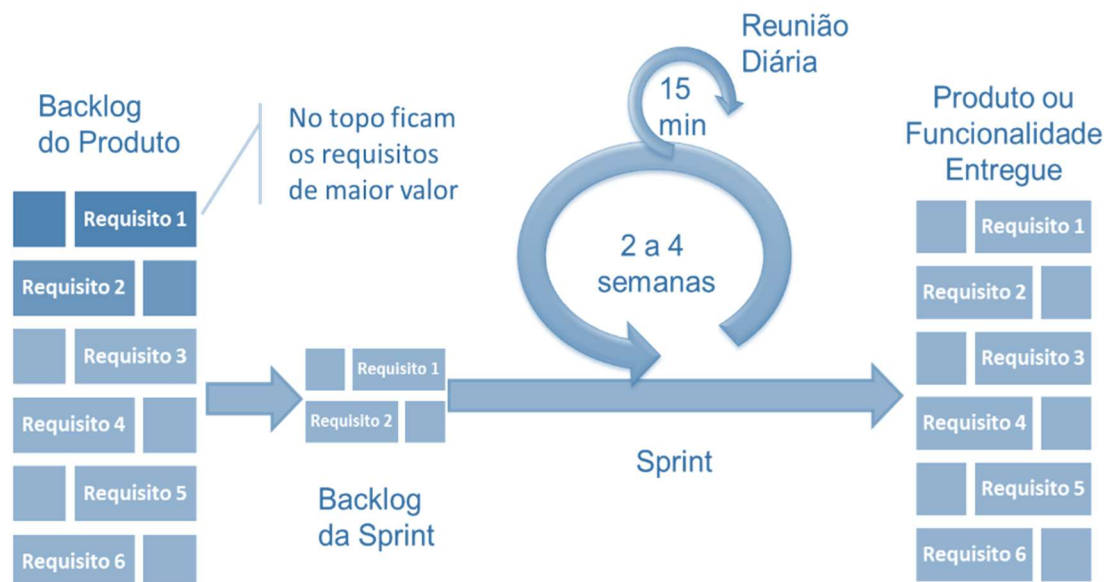 Backlog
do Produto
Requisito 1
Requisito 2
Requisito 3
Requisito 4
Requisito 5
Requisito 6
No topo ficam
os requisitos
de maior valor
Requisito 1
Requisito 2
Backlog
da Sprint
Reunião
Diária
15
min
2 a 4
semanas
Sprint
Produto ou
Funcionalidade
Entregue
Requisito 1
Requisito 2
Requisito 3
Requisito 4
Requisito 5
Requisito 6